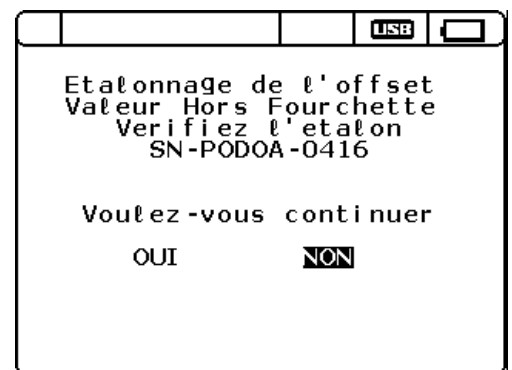 USB
Etalonnage de l'offset
Valeur Hors Fourchette
Verifiez l'etalon
SN-PODOA-0416
Voulez-vous continuer
OUI NON